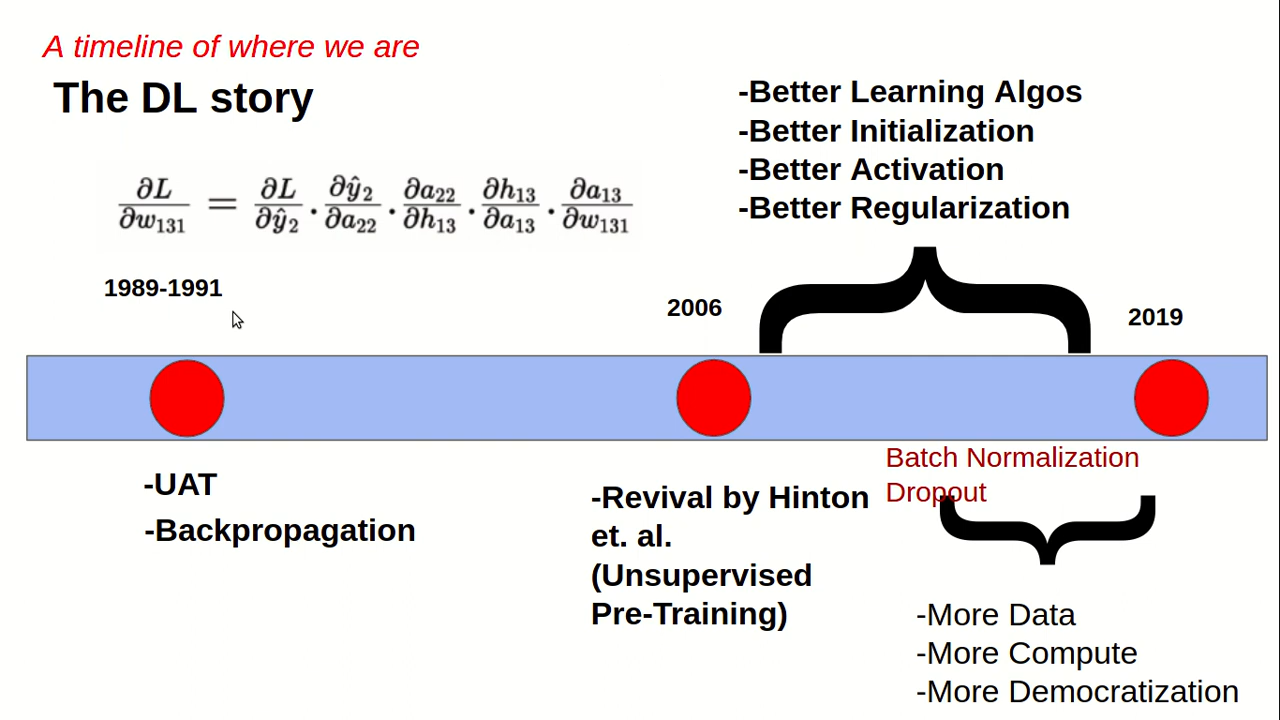 A timeline of where we are
The DL story
-Better Learning Algos
-Better Initialization
-Better Activation
-Better Regularization
∂L/∂w₁₃₁ = ∂L/∂ŷ₂ · ∂ŷ₂/∂a₂₂ · ∂a₂₂/∂h₁₃ · ∂h₁₃/∂a₁₃ · ∂a₁₃/∂w₁₃₁
1989-1991
2006
2019
-UAT
-Backpropagation
-Revival by Hinton
et. al.
(Unsupervised
Pre-Training)
Batch Normalization
Dropout
-More Data
-More Compute
-More Democratization